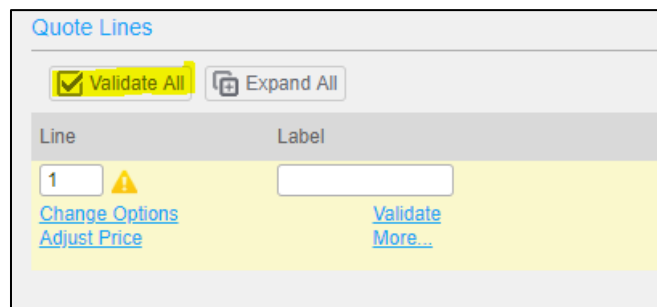 Quote Lines
Validate All Expand All
Line Label
1
Change Options Validate
Adjust Price More...